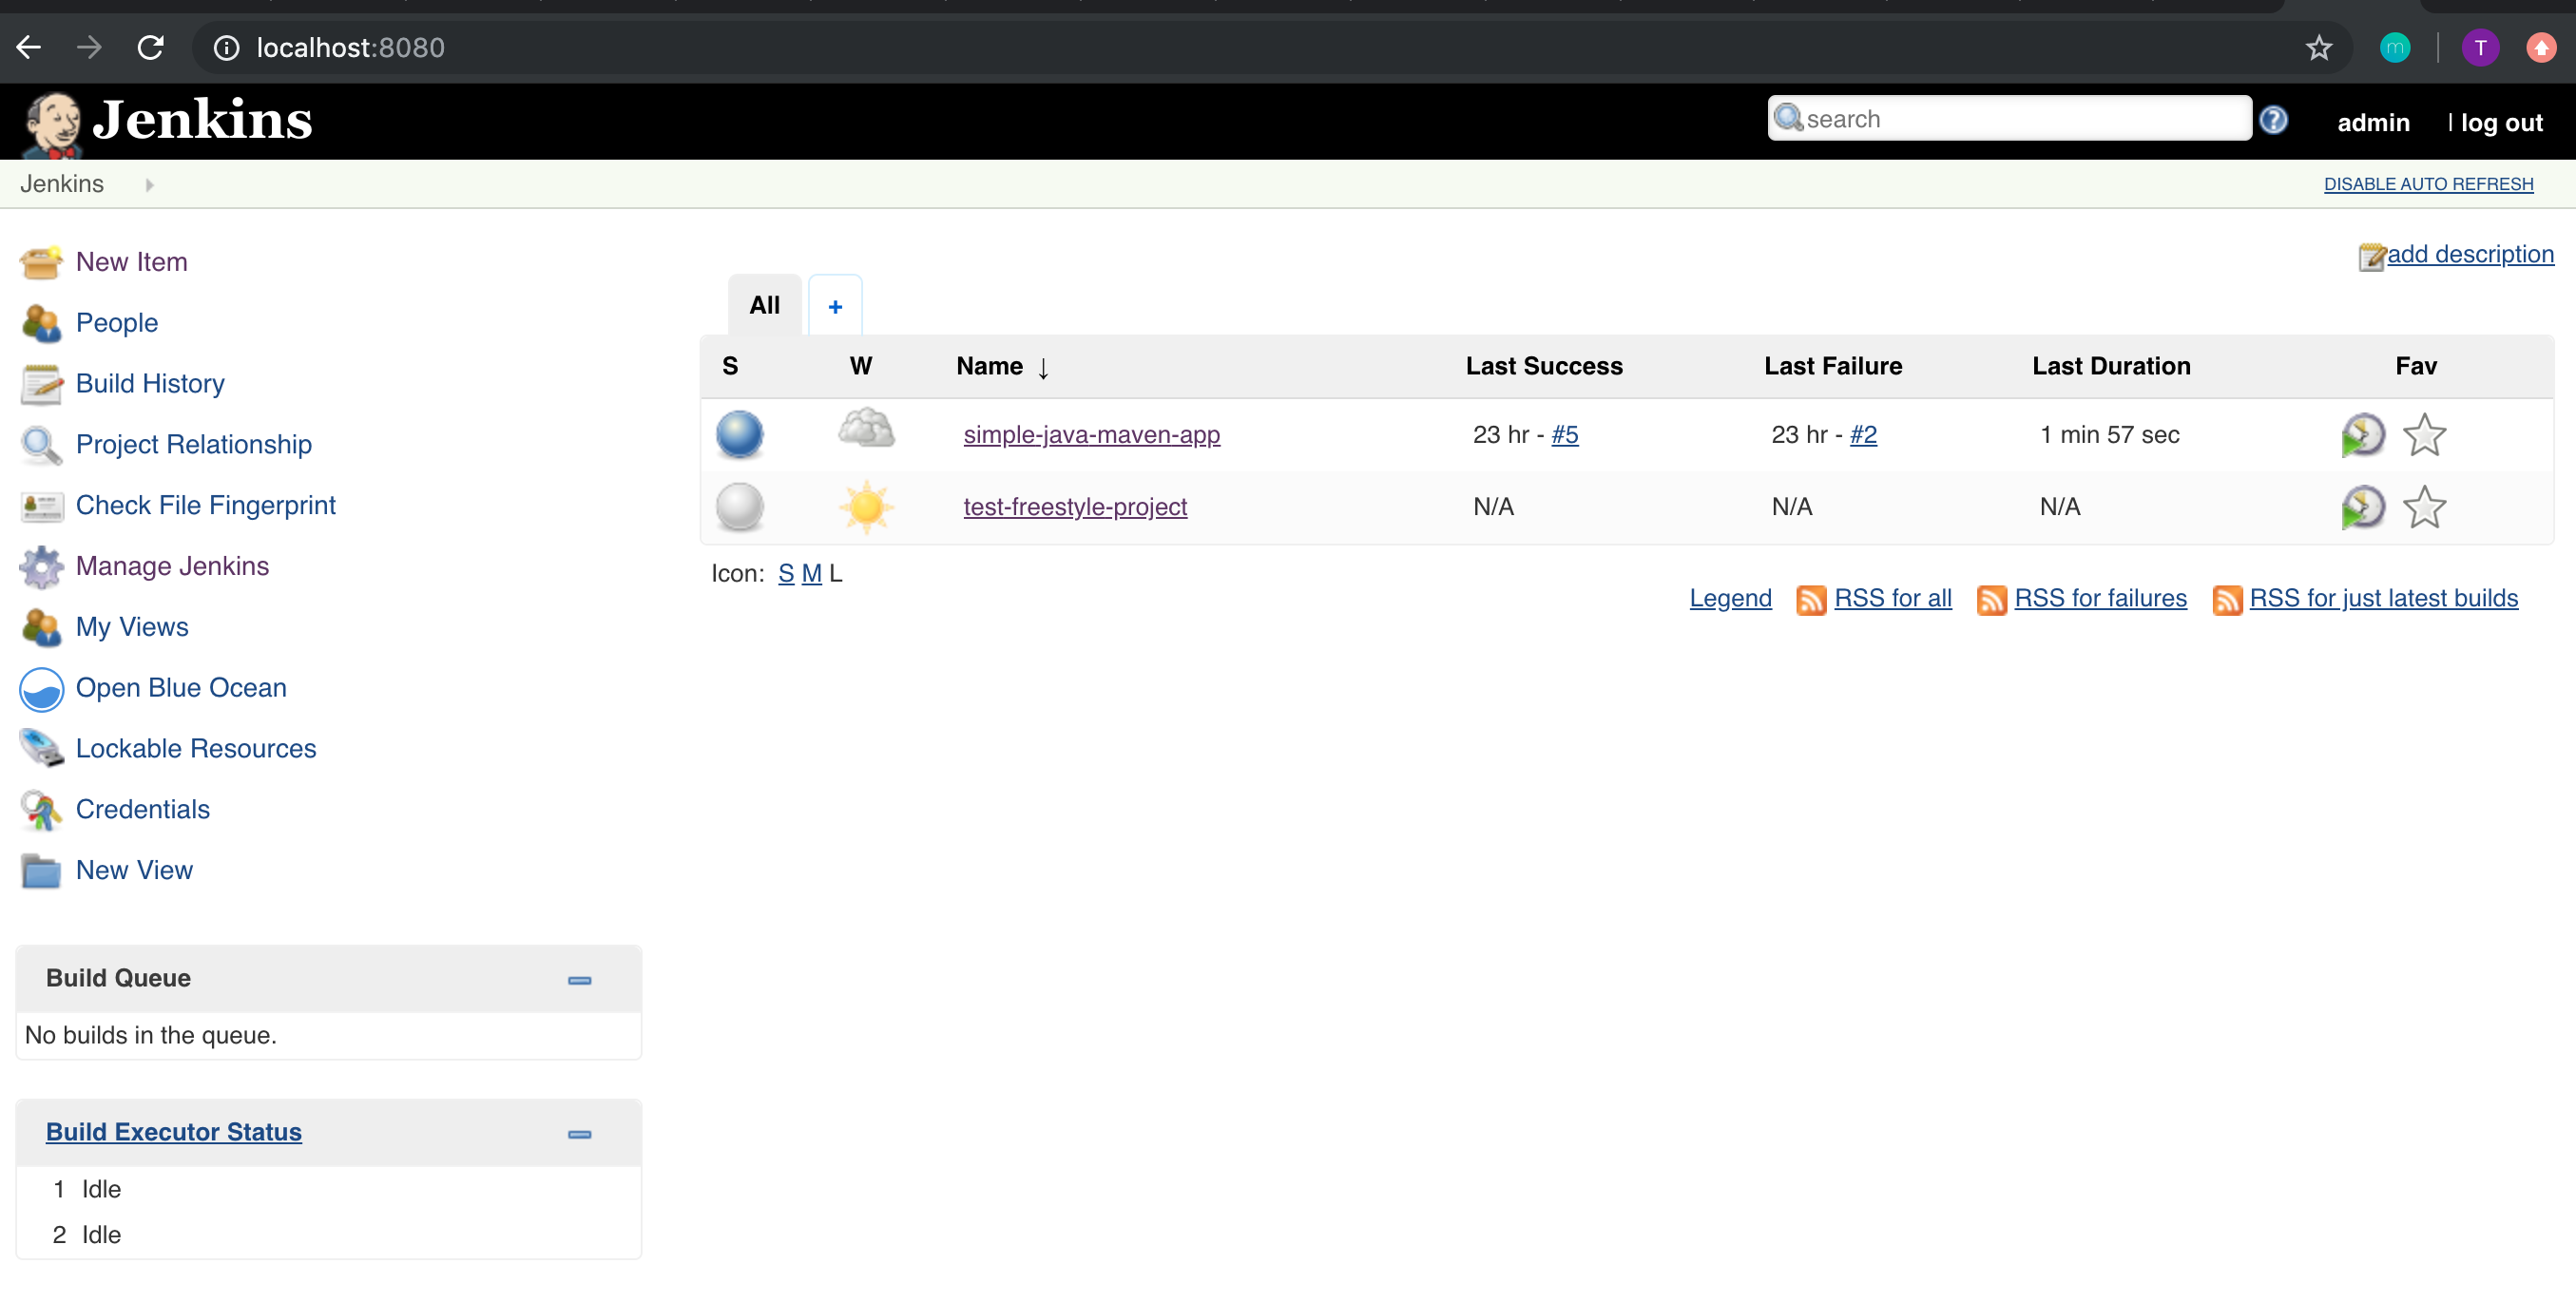 localhost:8080
m
T
Jenkins
search
?
admin
| log out
Jenkins
DISABLE AUTO REFRESH
New Item
People
Build History
Project Relationship
Check File Fingerprint
Manage Jenkins
My Views
Open Blue Ocean
Lockable Resources
Credentials
New View
Build Queue
No builds in the queue.
Build Executor Status
1 Idle
2 Idle
add description
All +
S W Name ↓ Last Success Last Failure Last Duration Fav
simple-java-maven-app 23 hr - #5 23 hr - #2 1 min 57 sec
test-freestyle-project N/A N/A N/A
Icon: S M L
Legend RSS for all RSS for failures RSS for just latest builds